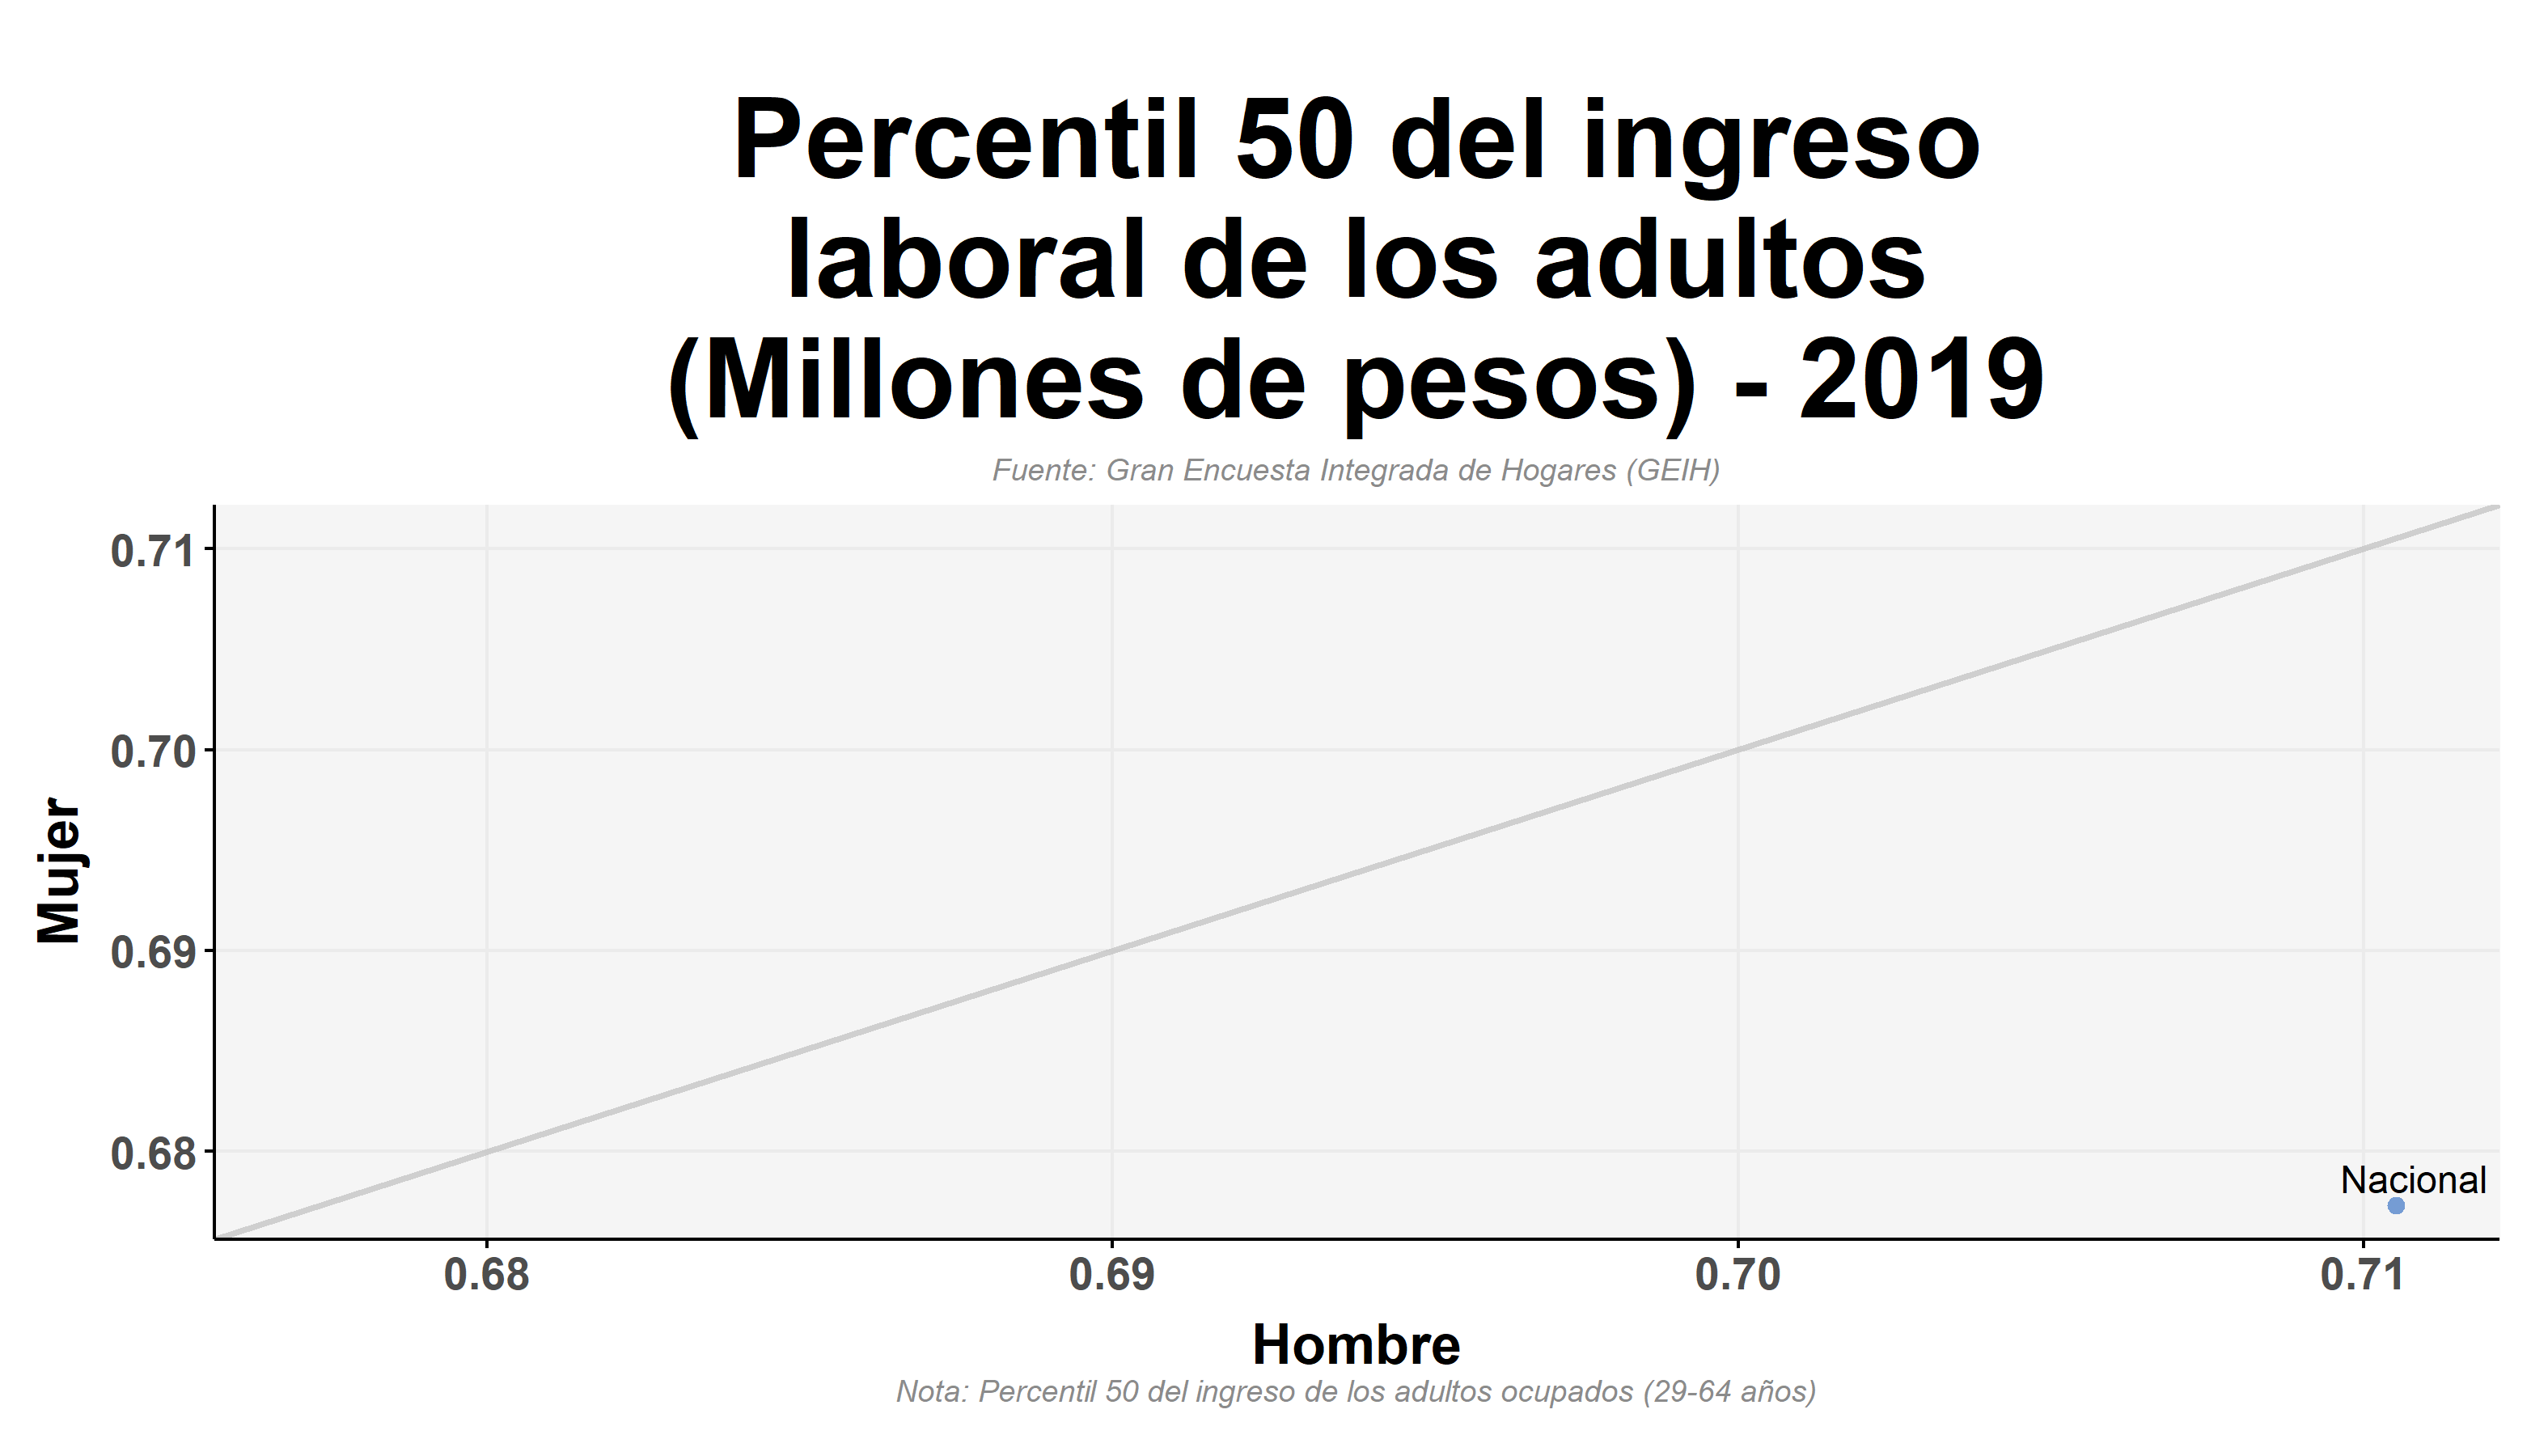 Percentil 50 del ingreso
laboral de los adultos
(Millones de pesos) - 2019
Fuente: Gran Encuesta Integrada de Hogares (GEIH)
0.71
0.70
0.69
0.68
Mujer
Nacional
0.68
0.69
0.70
0.71
Hombre
Nota: Percentil 50 del ingreso de los adultos ocupados (29-64 años)